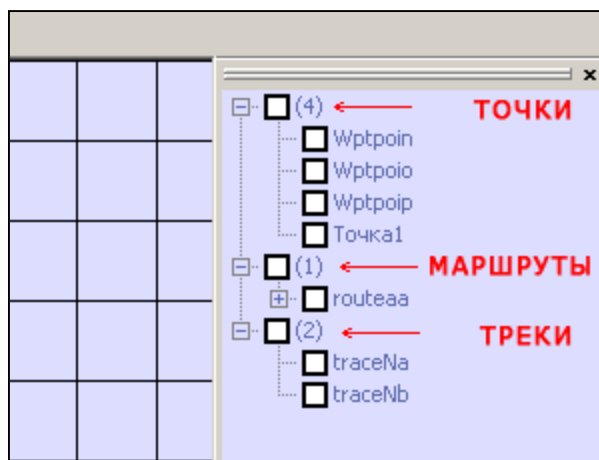 (4) ТОЧКИ
Wptpoin
Wptpoio
Wptpoip
Точка1
(1) МАРШРУТЫ
routeaa
(2) ТРЕКИ
traceNa
traceNb